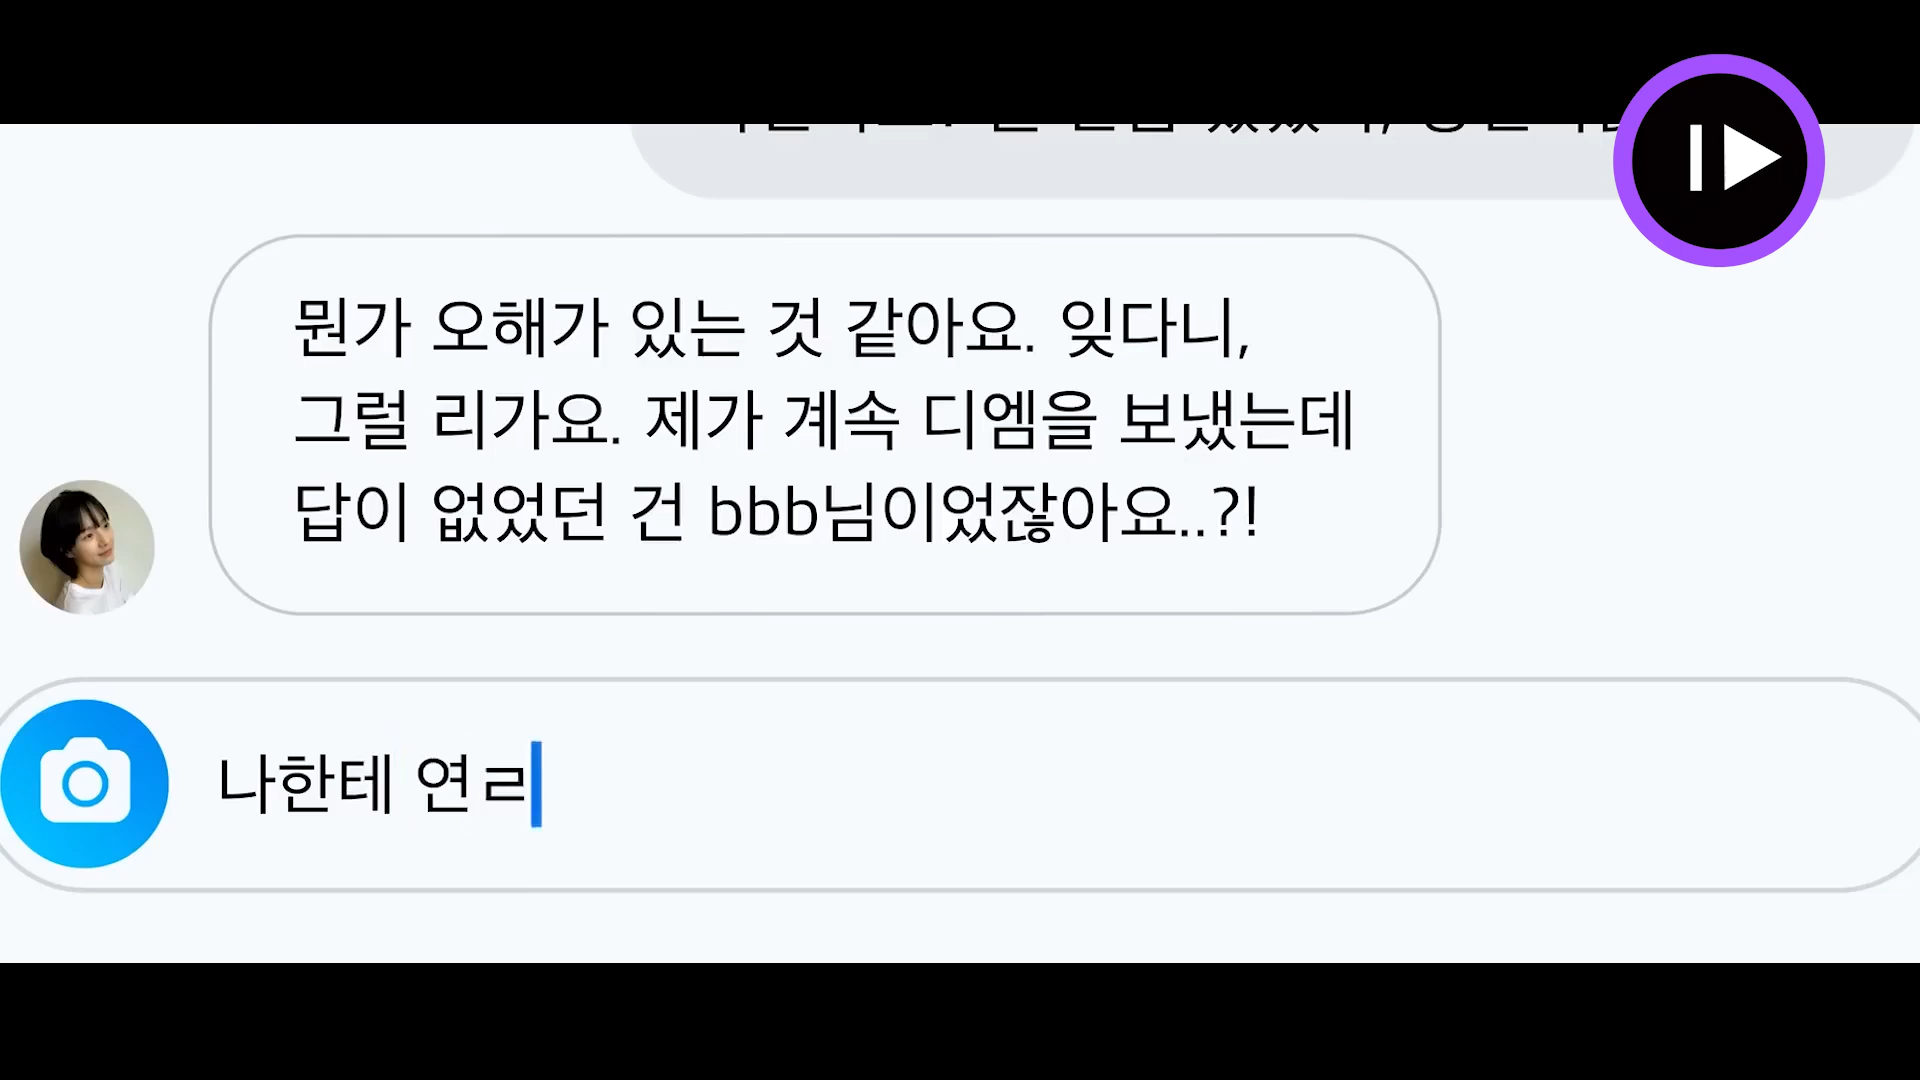 뭔가 오해가 있는 것 같아요. 잊다니,
그럴 리가요. 제가 계속 디엠을 보냈는데
답이 없었던 건 bbb님이었잖아요..?!
나한테 연ㄹ